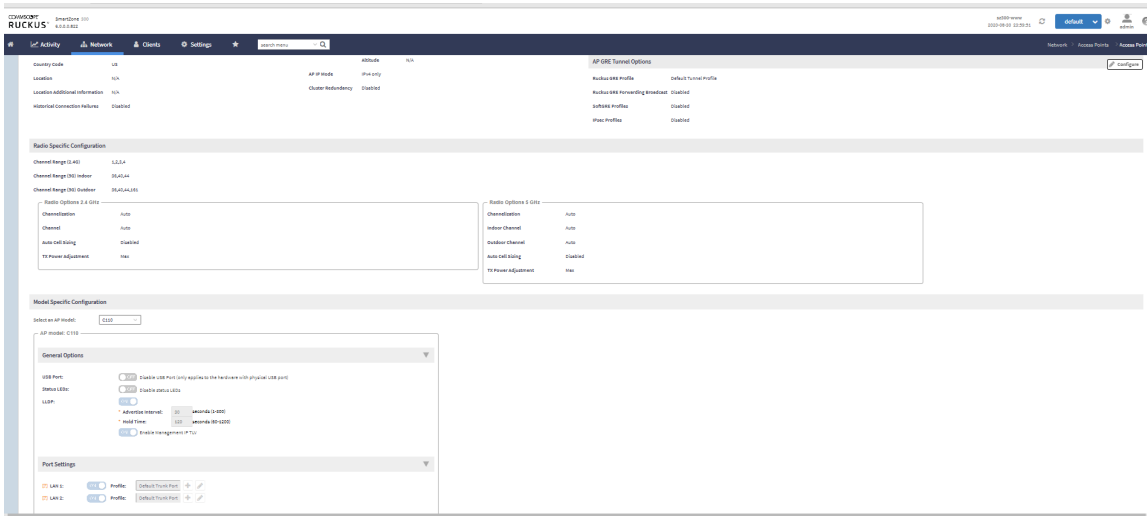 COMMSCOPE
RUCKUS SmartZone 300
6.0.0.0.822
default
admin
Activity Network Clients Settings search menu Network Access Points Access Point
Altitude N/A
Country Code US
Location N/A
Location Additional Information N/A
Historical Connection Failures Disabled
AP IP Mode IPv4 only
Cluster Redundancy Disabled
AP GRE Tunnel Options Configure
Ruckus GRE Profile Default Tunnel Profile
Ruckus GRE Forwarding Broadcast Disabled
SoftGRE Profiles Disabled
IPsec Profiles Disabled
Radio Specific Configuration
Channel Range (2.4G) 1,2,3,4
Channel Range (5G) Indoor 36,40,44
Channel Range (5G) Outdoor 36,40,44,161
Radio Options 2.4 GHz
Channelization Auto
Channel Auto
Auto Cell Sizing Disabled
TX Power Adjustment Max
Radio Options 5 GHz
Channelization Auto
Indoor Channel Auto
Outdoor Channel Auto
Auto Cell Sizing Disabled
TX Power Adjustment Max
Model Specific Configuration
Select an AP Model: C110
AP model: C110
General Options
USB Port: OFF Disable USB Port (only applies to the hardware with physical USB port)
Status LEDs: OFF Disable status LEDs
LLDP: ON
* Advertise Interval: 30 seconds (1-300)
* Hold Time: 120 seconds (60-1200)
ON Enable Management IP TLV
Port Settings
LAN 1: ON Profile: Default Trunk Port
LAN 2: ON Profile: Default Trunk Port